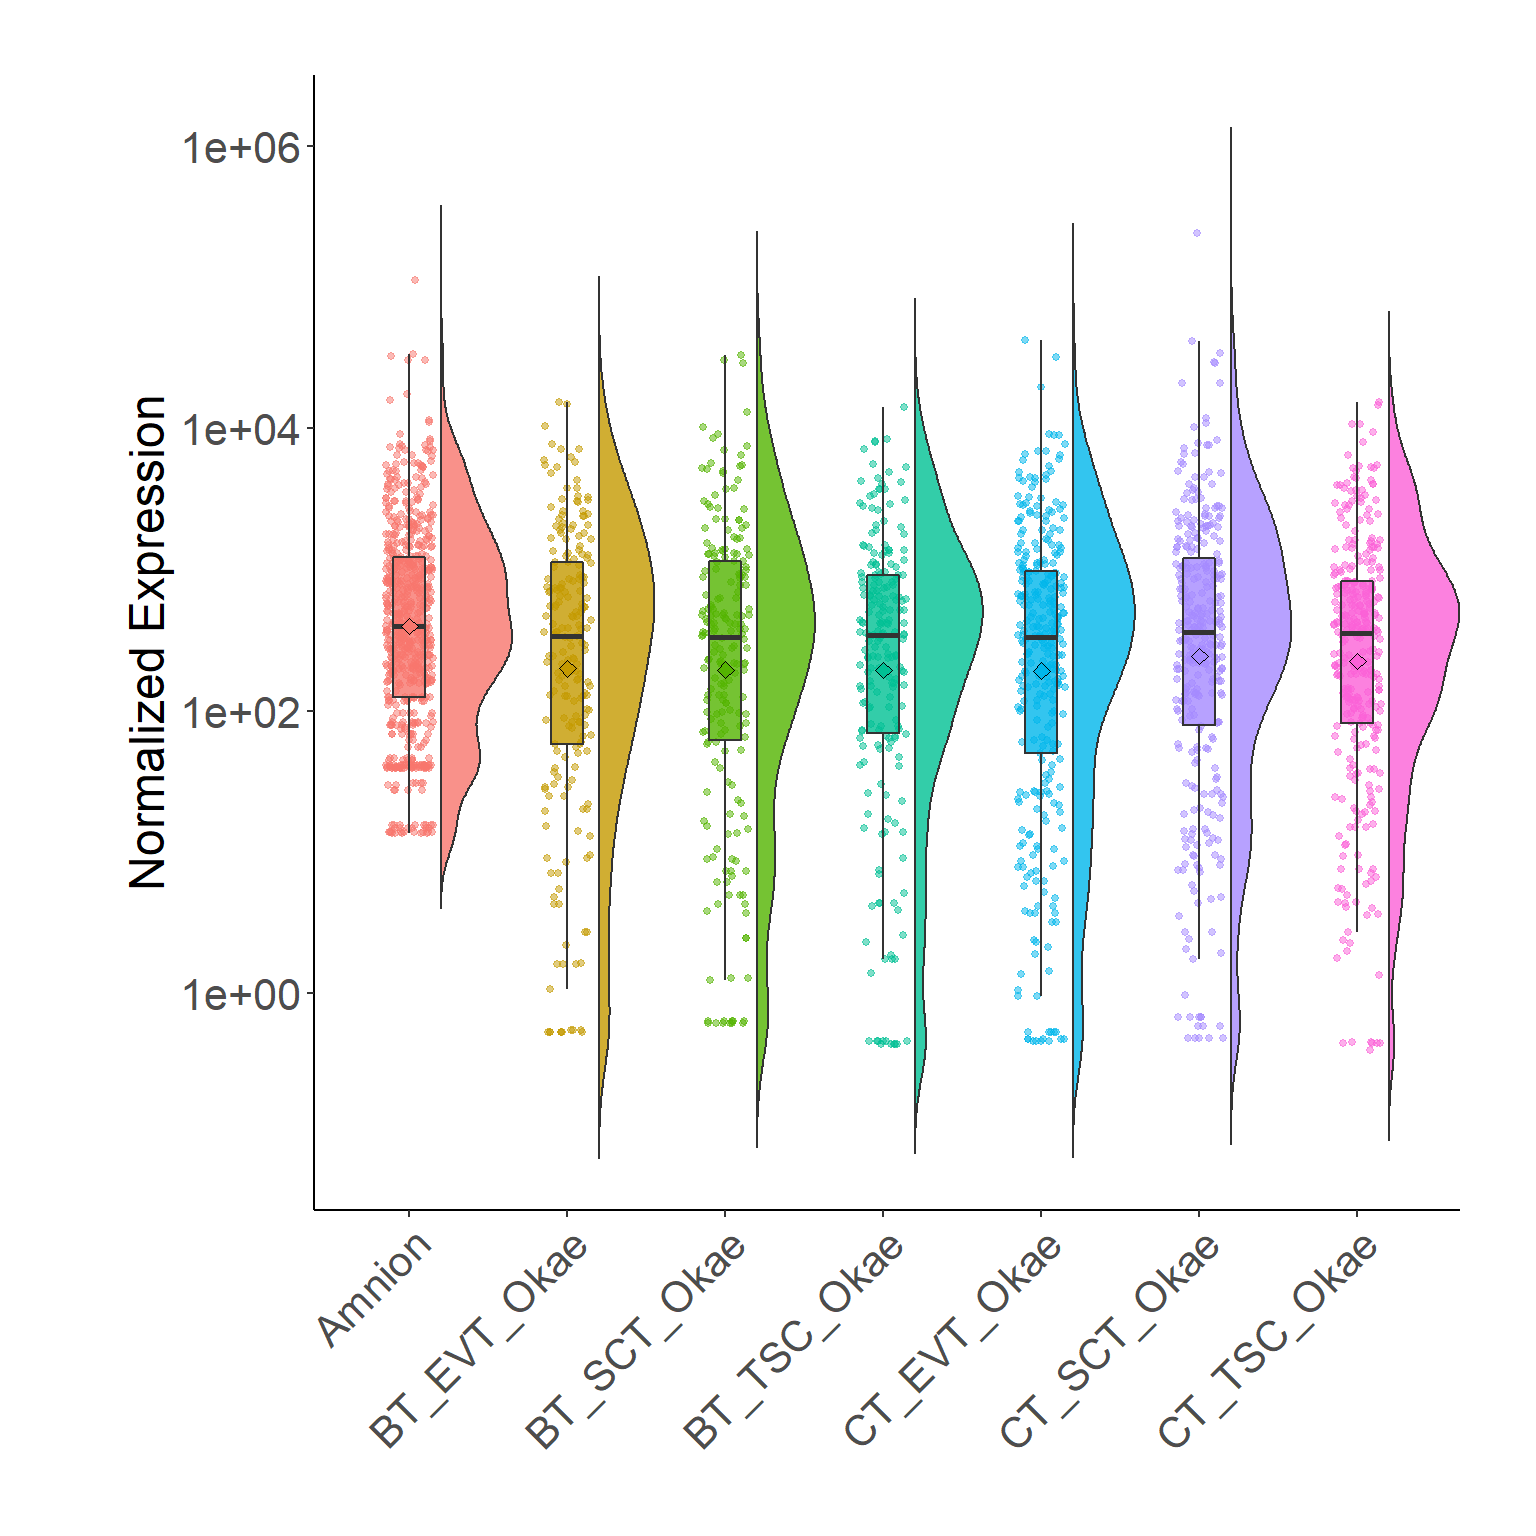 Normalized Expression
1e+06
1e+04
1e+02
1e+00
Amnion
BT_EVT_Okae
BT_SCT_Okae
BT_TSC_Okae
CT_EVT_Okae
CT_SCT_Okae
CT_TSC_Okae